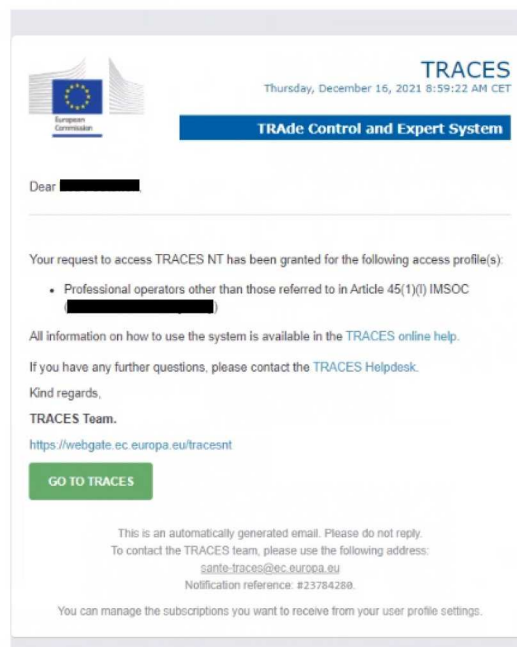 European
Commission
TRACES
Thursday, December 16, 2021 8:59:22 AM CET
TRAde Control and Expert System
Dear ,
Your request to access TRACES NT has been granted for the following access profile(s):
• Professional operators other than those referred to in Article 45(1)(l) IMSOC
( )
All information on how to use the system is available in the TRACES online help.
If you have any further questions, please contact the TRACES Helpdesk.
Kind regards,
TRACES Team.
https://webgate.ec.europa.eu/tracesnt
GO TO TRACES
This is an automatically generated email. Please do not reply.
To contact the TRACES team, please use the following address:
sante-traces@ec.europa.eu
Notification reference: #23784280.
You can manage the subscriptions you want to receive from your user profile settings.